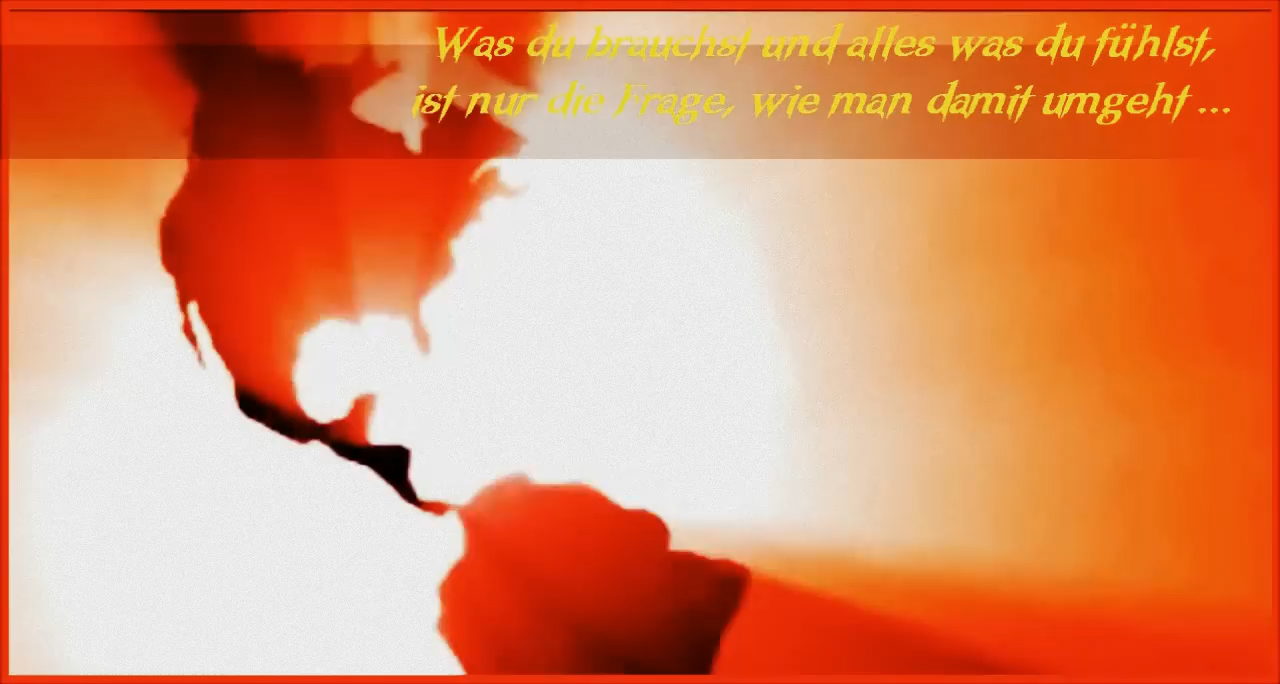 Was du brauchst und alles was du fühlst,
ist nur die Frage, wie man damit umgeht ...